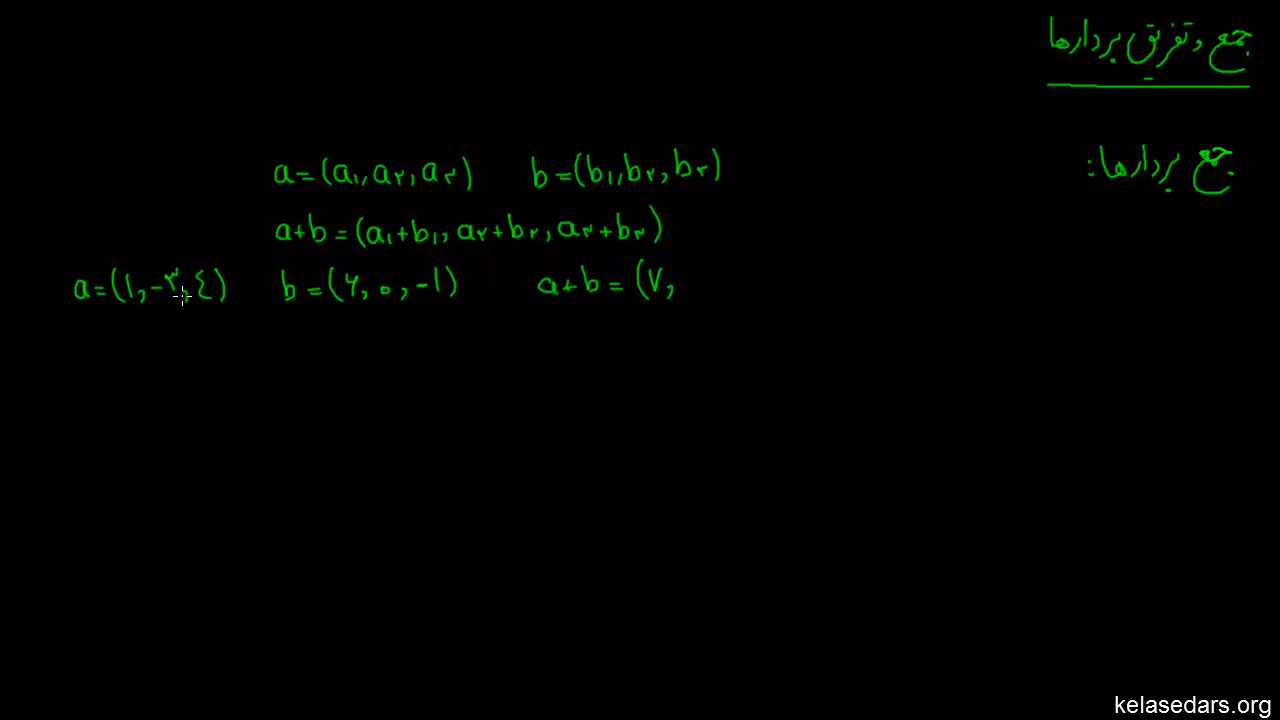 جمع و تفریق بردارها
جمع بردارها:
a=(a۱,a۲,a۳) b=(b۱,b۲,b۳)
a+b=(a۱+b۱,a۲+b۲,a۳+b۳)
a=(۱,-۳,٤) b=(۶,۰,-۱) a+b=(۷,
kelasedars.org